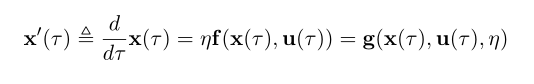 𝐱′(τ) ≜ d/dτ 𝐱(τ) = η𝐟(𝐱(τ), 𝐮(τ)) = 𝐠(𝐱(τ), 𝐮(τ), η)